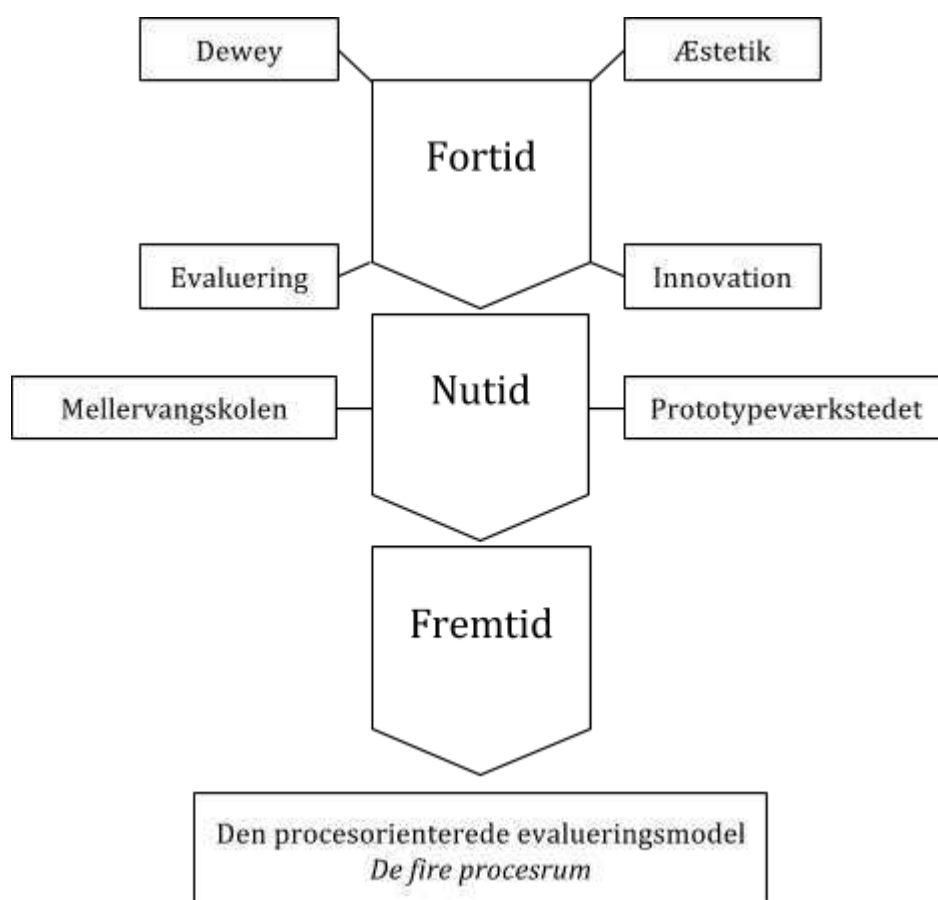 Dewey
Æstetik
Fortid
Evaluering
Innovation
Nutid
Mellervangskolen
Prototypeværkstedet
Fremtid
Den procesorienterede evalueringsmodel
De fire procesrum